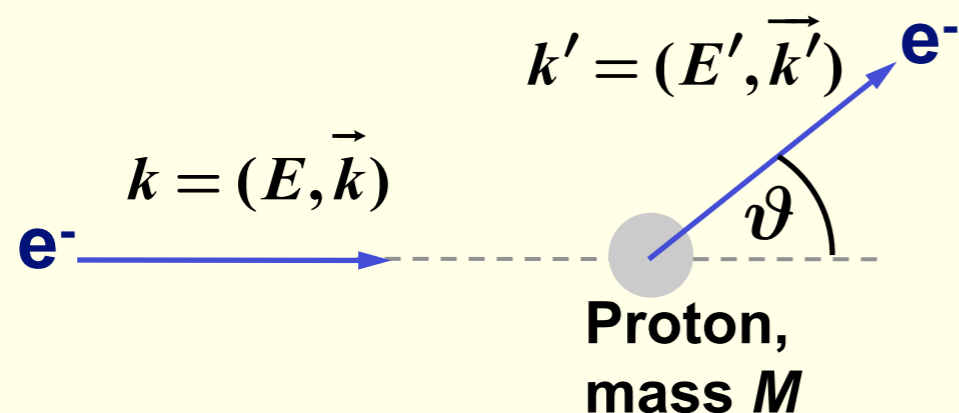 e⁻
k′ = (E′, k⃗′)
k = (E, k⃗)
e⁻
ϑ
Proton,
mass M